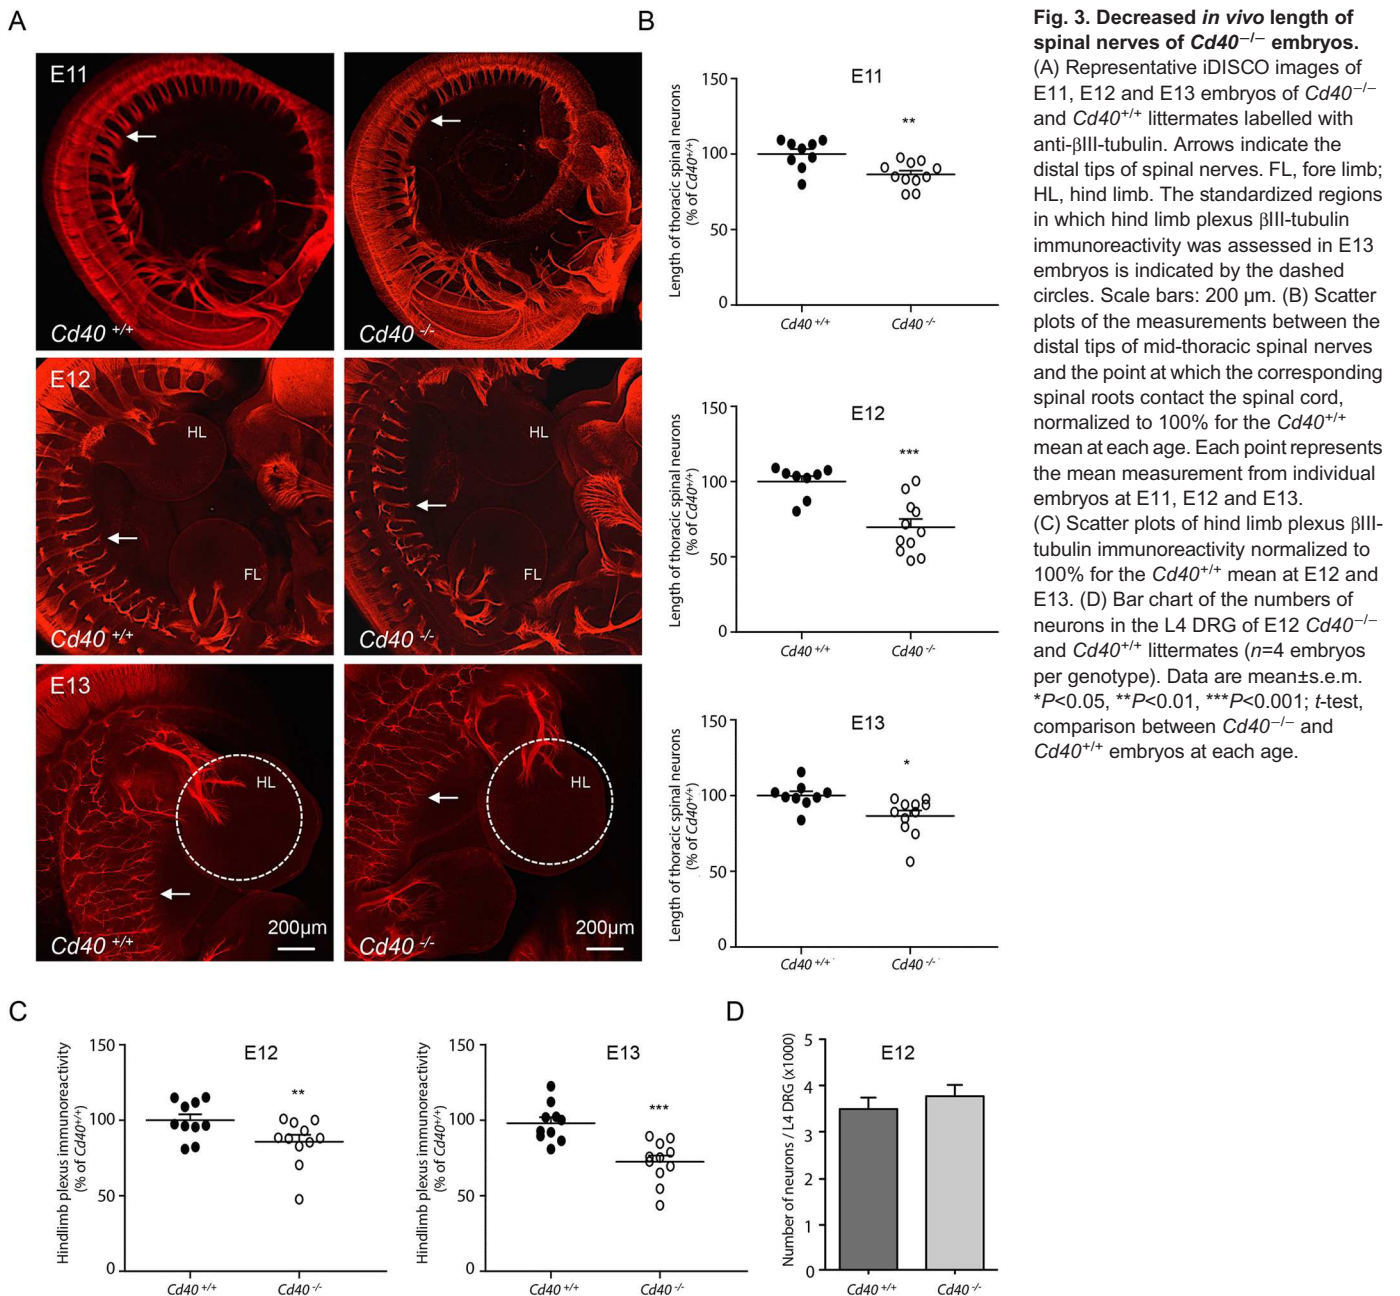 A
E11
Cd40 +/+
Cd40 -/-
E12
HL
FL
Cd40 +/+
HL
FL
Cd40 -/-
E13
HL
200µm
Cd40 +/+
HL
200µm
Cd40 -/-
B
E11
Length of thoracic spinal neurons
(% of Cd40+/+)
150
100
50
0
**
Cd40 +/+
Cd40 -/-
E12
Length of thoracic spinal neurons
(% of Cd40+/+)
150
100
50
0
***
Cd40 +/+
Cd40 -/-
E13
Length of thoracic spinal neurons
(% of Cd40+/+)
150
100
50
0
*
Cd40 +/+
Cd40 -/-
Fig. 3. Decreased in vivo length of
spinal nerves of Cd40−/− embryos.
(A) Representative iDISCO images of
E11, E12 and E13 embryos of Cd40−/−
and Cd40+/+ littermates labelled with
anti-βIII-tubulin. Arrows indicate the
distal tips of spinal nerves. FL, fore limb;
HL, hind limb. The standardized regions
in which hind limb plexus βIII-tubulin
immunoreactivity was assessed in E13
embryos is indicated by the dashed
circles. Scale bars: 200 µm. (B) Scatter
plots of the measurements between the
distal tips of mid-thoracic spinal nerves
and the point at which the corresponding
spinal roots contact the spinal cord,
normalized to 100% for the Cd40+/+
mean at each age. Each point represents
the mean measurement from individual
embryos at E11, E12 and E13.
(C) Scatter plots of hind limb plexus βIII-
tubulin immunoreactivity normalized to
100% for the Cd40+/+ mean at E12 and
E13. (D) Bar chart of the numbers of
neurons in the L4 DRG of E12 Cd40−/−
and Cd40+/+ littermates (n=4 embryos
per genotype). Data are mean±s.e.m.
*P<0.05, **P<0.01, ***P<0.001; t-test,
comparison between Cd40−/− and
Cd40+/+ embryos at each age.
C
E12
Hindlimb plexus immunoreactivity
(% of Cd40+/+)
150
100
50
0
**
Cd40 +/+
Cd40 -/-
E13
Hindlimb plexus immunoreactivity
(% of Cd40+/+)
150
100
50
0
***
Cd40 +/+
Cd40 -/-
D
E12
Number of neurons / L4 DRG (x1000)
5
4
3
2
1
0
Cd40 +/+
Cd40 -/-